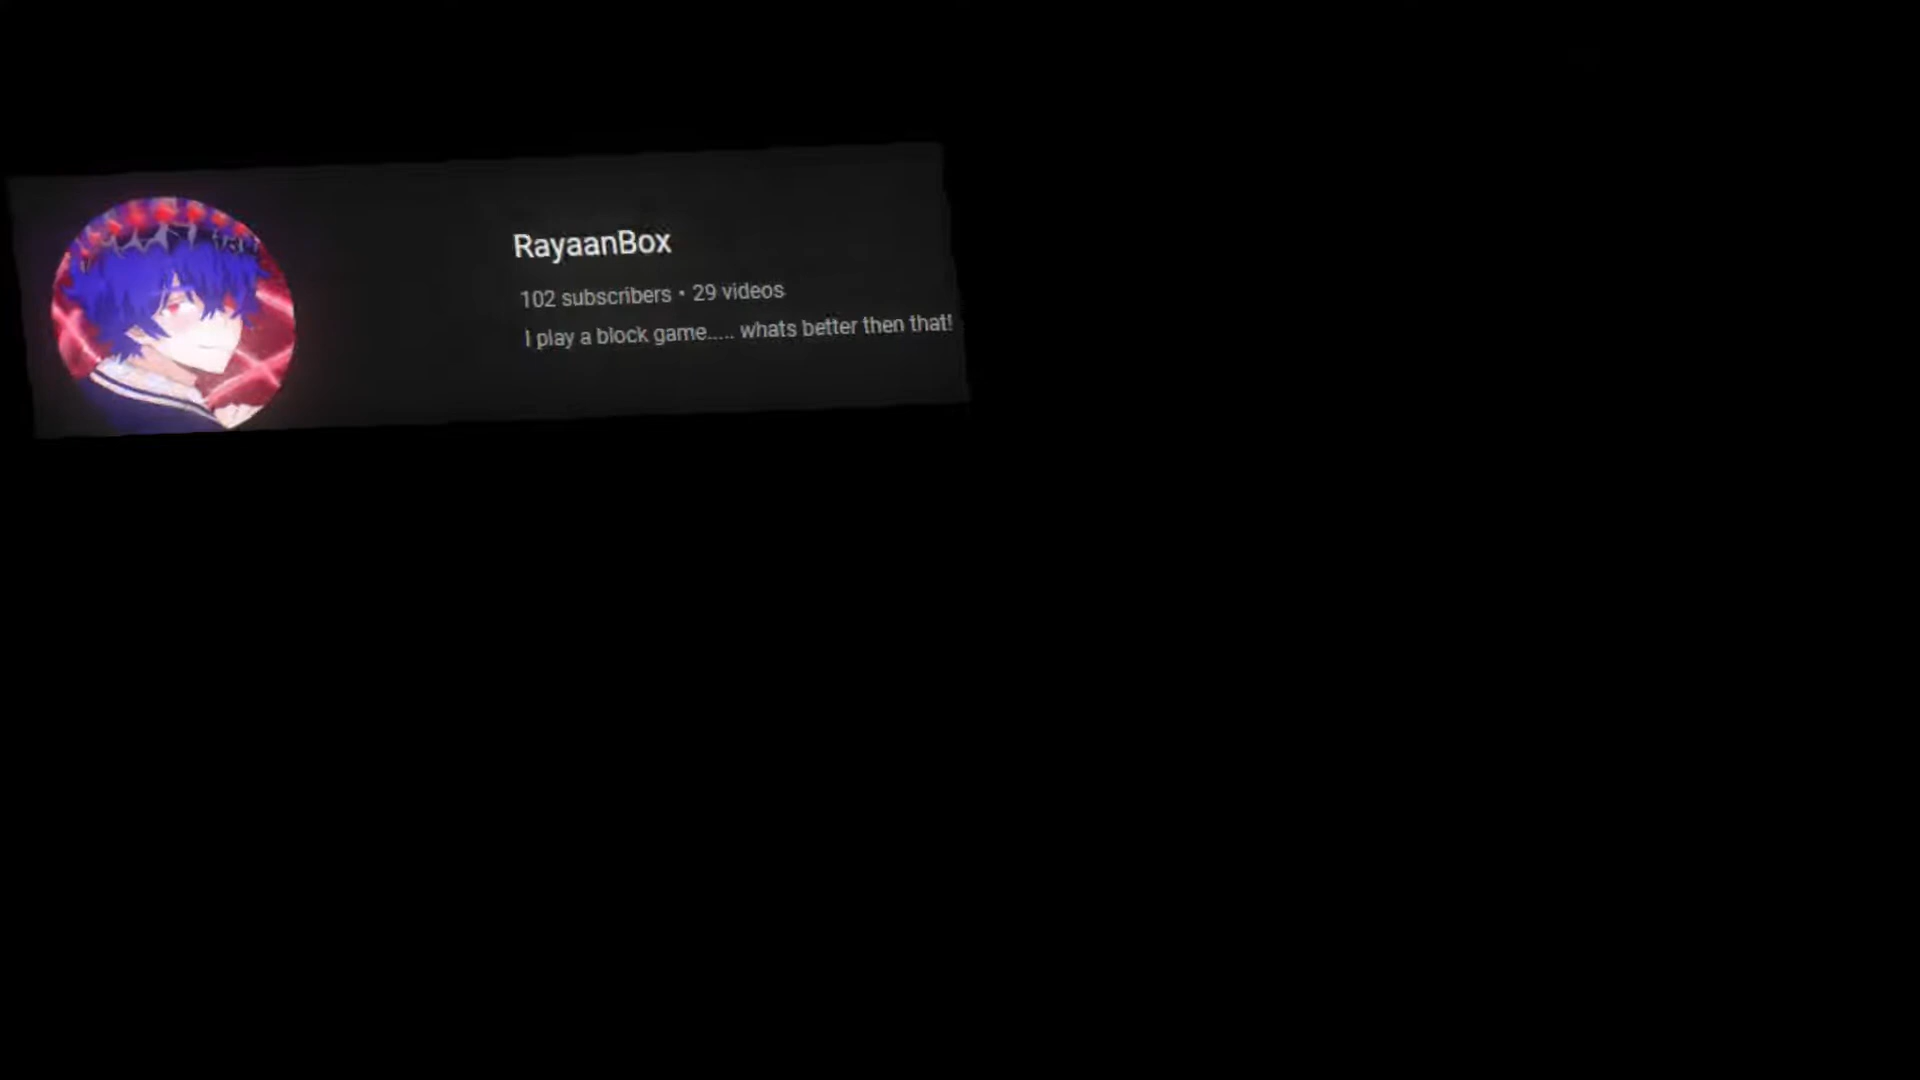 RayaanBox
102 subscribers • 29 videos
I play a block game..... whats better then that!